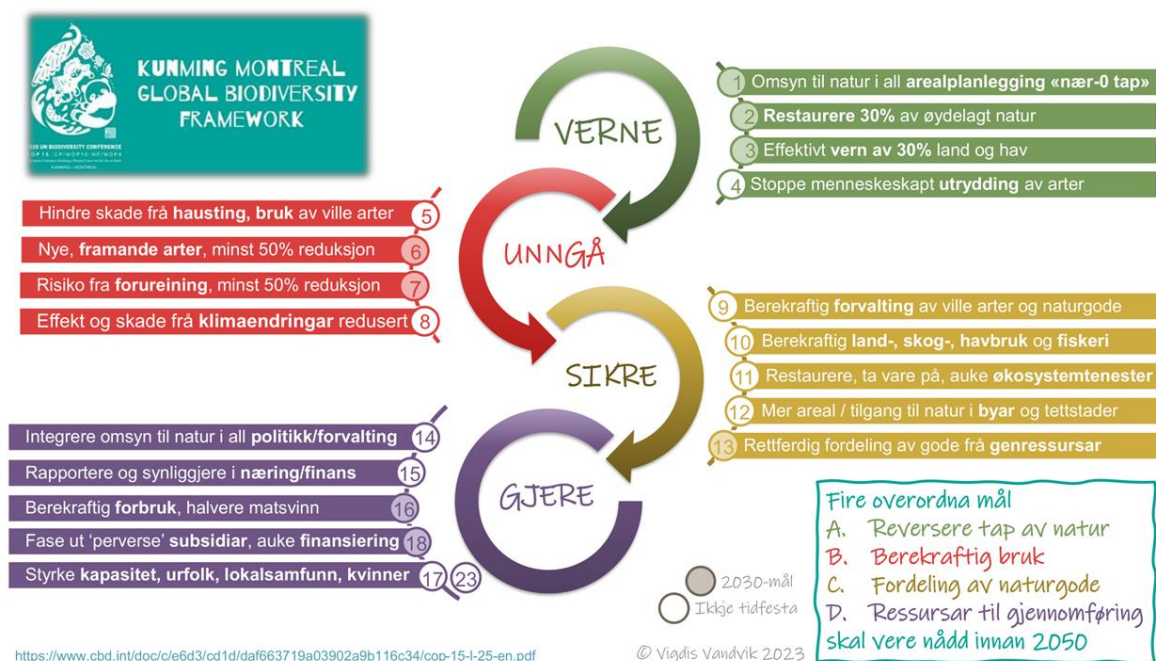 KUNMING MONTREAL
GLOBAL BIODIVERSITY
FRAMEWORK
2020 UN BIODIVERSITY CONFERENCE
KUNMING – MONTREAL
VERNE
1 Omsyn til natur i all arealplanlegging «nær-0 tap»
2 Restaurere 30% av øydelagt natur
3 Effektivt vern av 30% land og hav
4 Stoppe menneskeskapt utrydding av arter
UNNGÅ
Hindre skade frå hausting, bruk av ville arter 5
Nye, framande arter, minst 50% reduksjon 6
Risiko fra forureining, minst 50% reduksjon 7
Effekt og skade frå klimaendringar redusert 8
SIKRE
9 Berekraftig forvalting av ville arter og naturgode
10 Berekraftig land-, skog-, havbruk og fiskeri
11 Restaurere, ta vare på, auke økosystemtenester
12 Mer areal / tilgang til natur i byar og tettstader
13 Rettferdig fordeling av gode frå genressursar
GJERE
Integrere omsyn til natur i all politikk/forvalting 14
Rapportere og synliggjere i næring/finans 15
Berekraftig forbruk, halvere matsvinn 16
Fase ut 'perverse' subsidiar, auke finansiering 18
Styrke kapasitet, urfolk, lokalsamfunn, kvinner 17 23
2030-mål
Ikkje tidfesta
Fire overordna mål
A. Reversere tap av natur
B. Berekraftig bruk
C. Fordeling av naturgode
D. Ressursar til gjennomføring
skal vere nådd innan 2050
https://www.cbd.int/doc/c/e6d3/cd1d/daf663719a03902a9b116c34/cop-15-l-25-en.pdf
© Vigdis Vandvik 2023